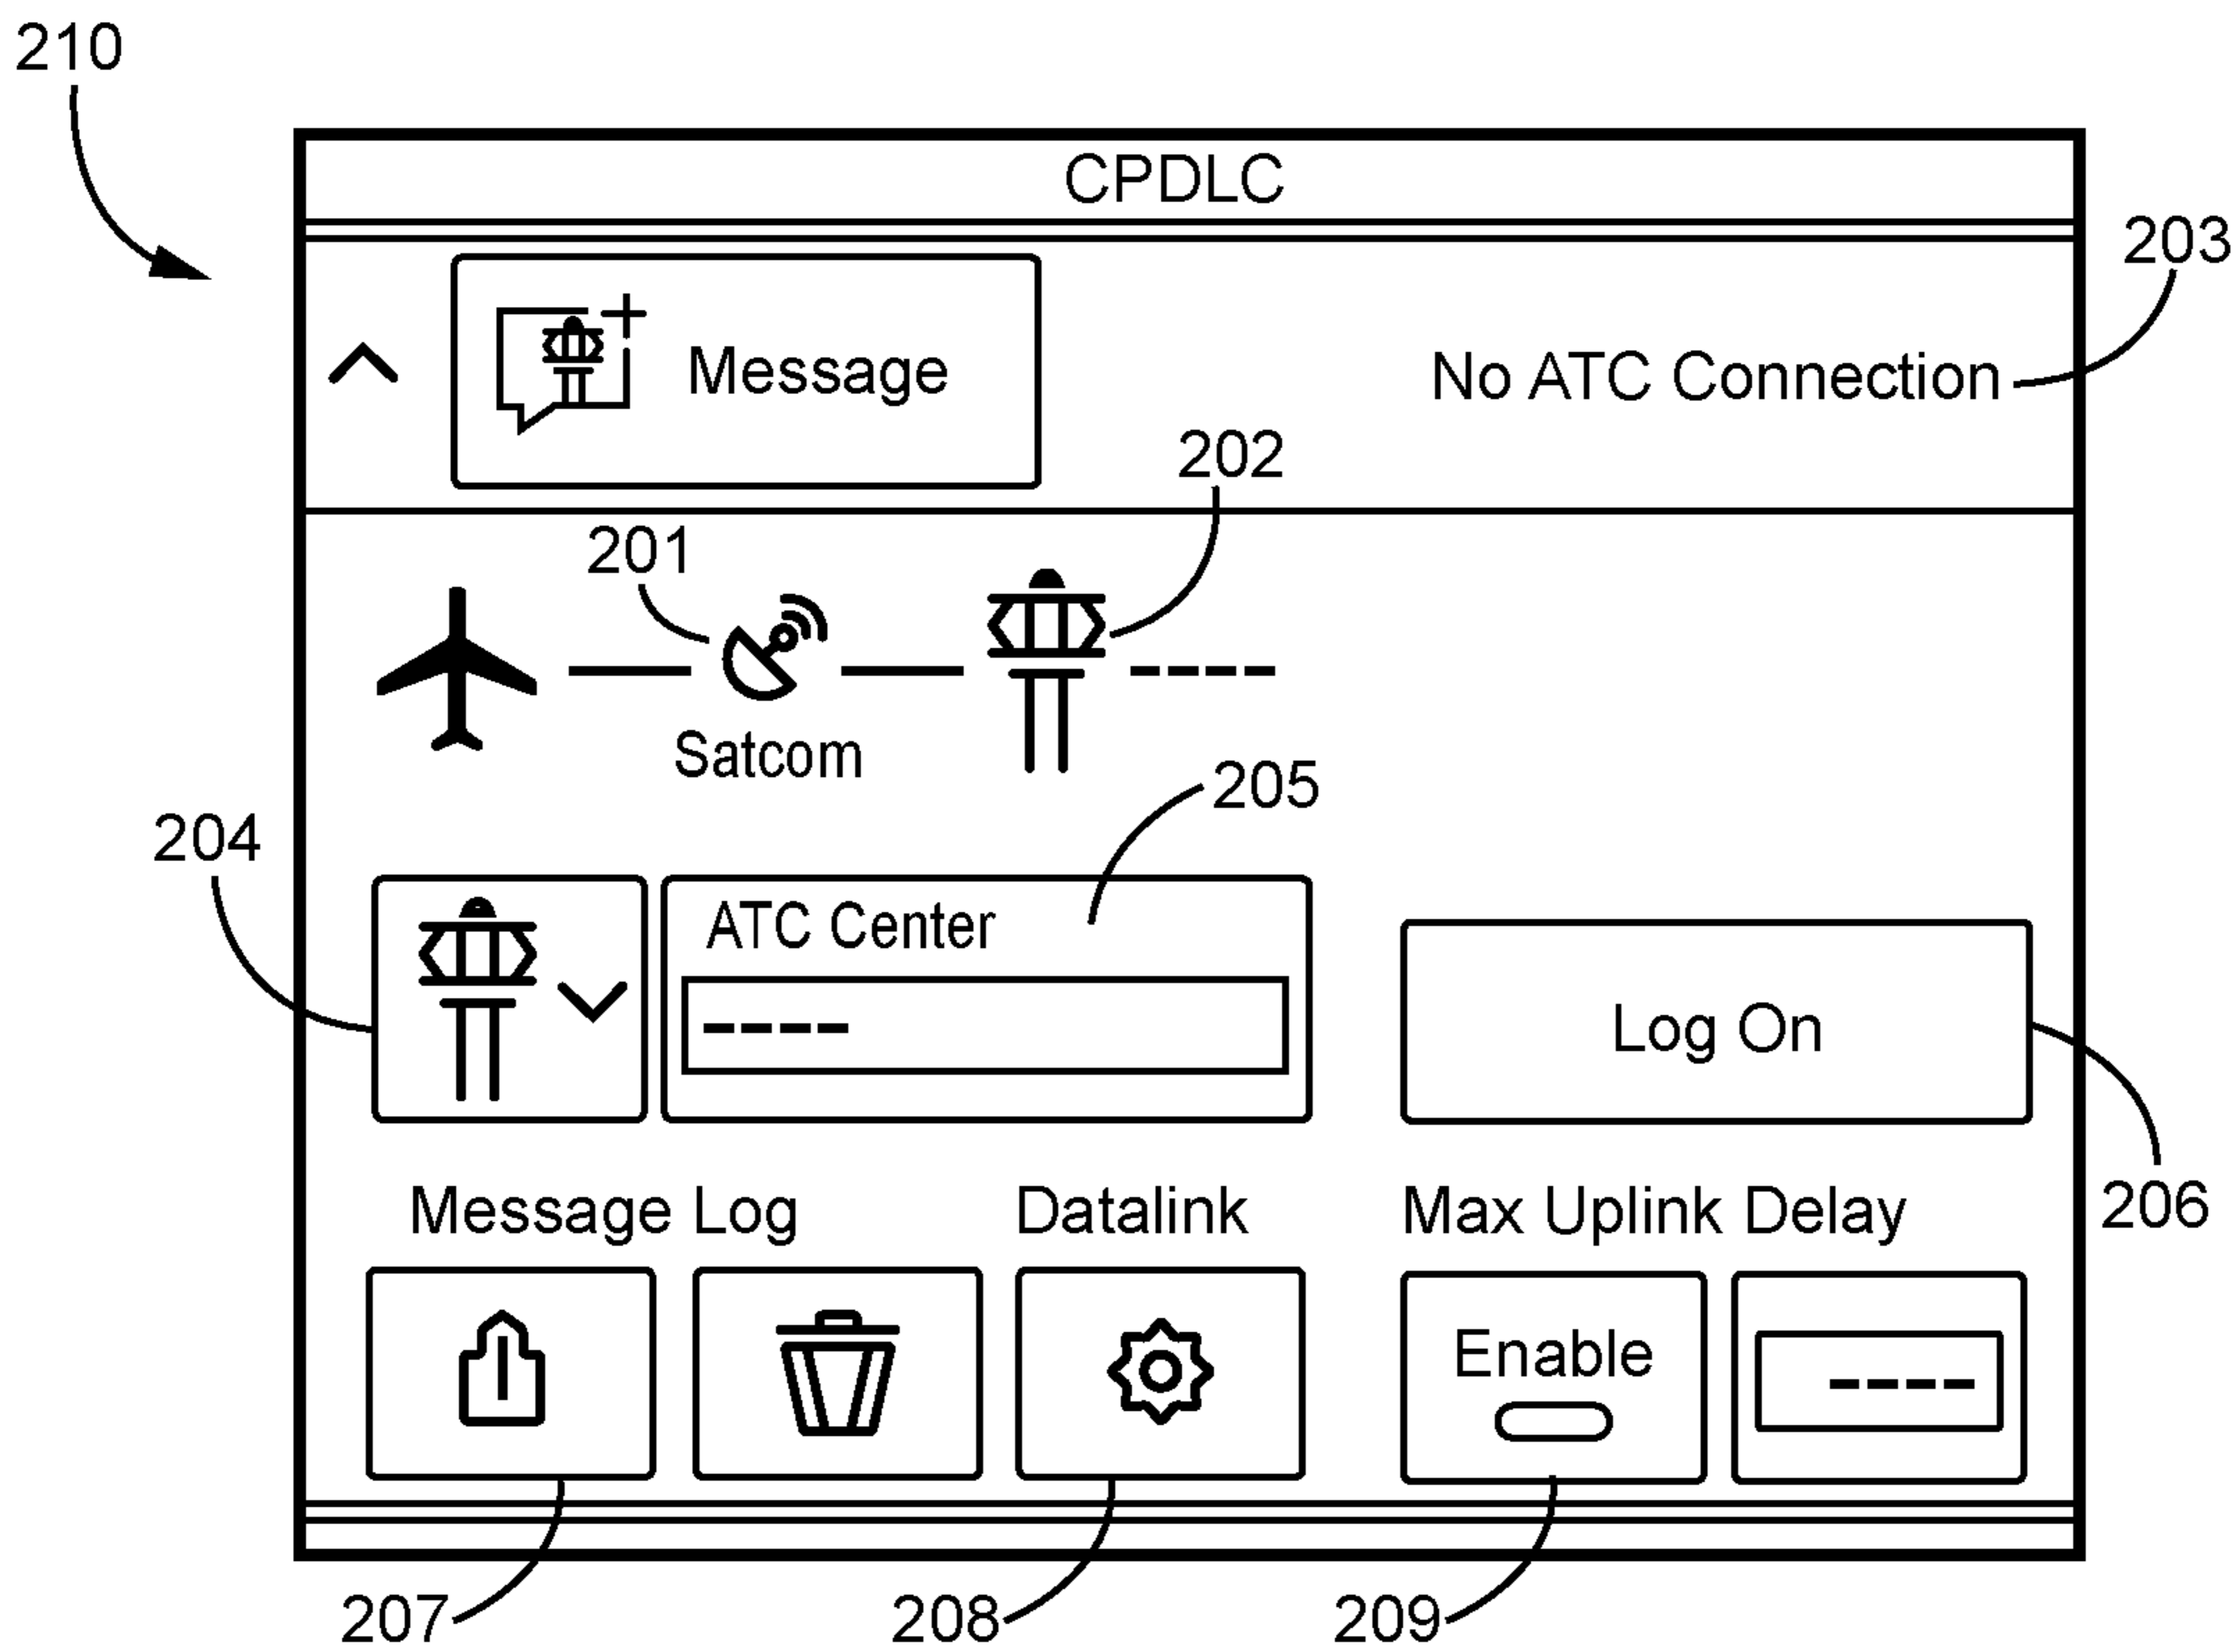 210
CPDLC
203
Message
No ATC Connection
202
201
Satcom
----
205
204
ATC Center
----
Log On
206
Message Log
Datalink
Max Uplink Delay
Enable
----
207
208
209